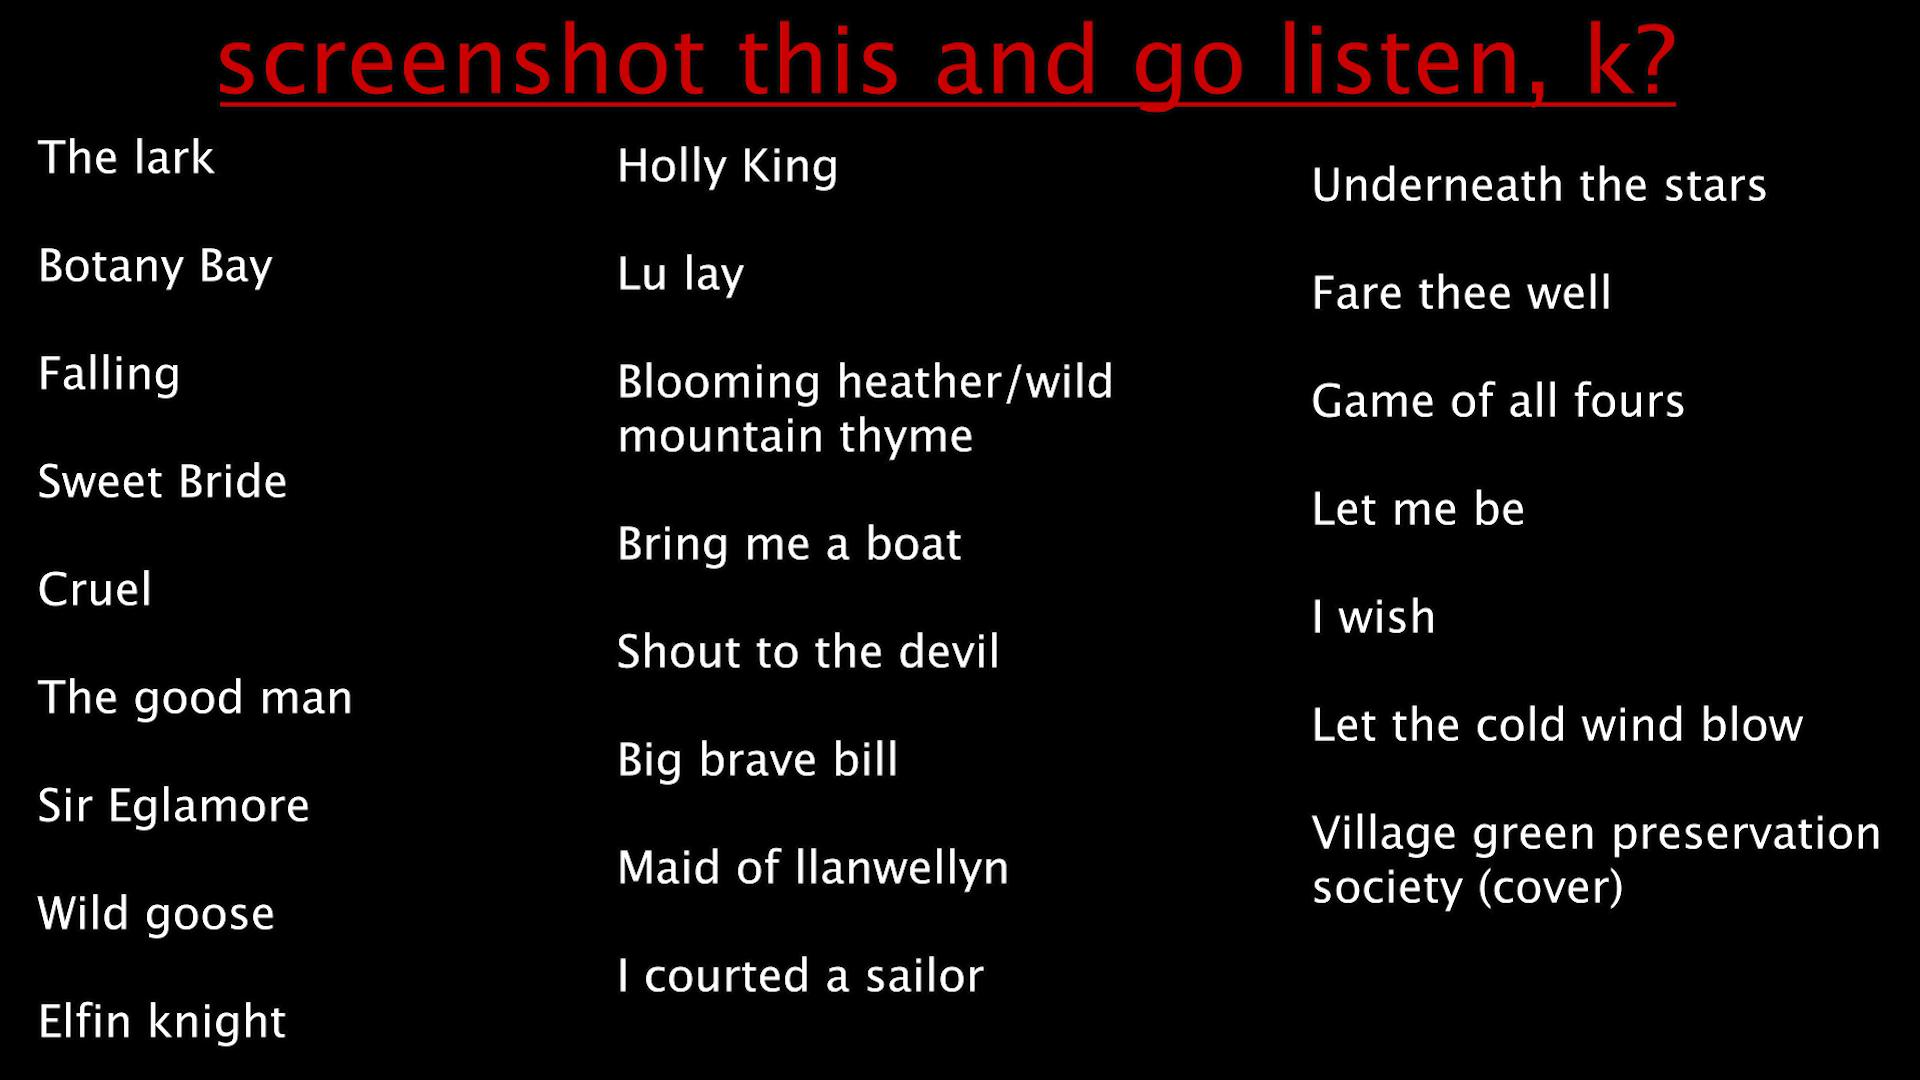 screenshot this and go listen, k?
The lark
Botany Bay
Falling
Sweet Bride
Cruel
The good man
Sir Eglamore
Wild goose
Elfin knight
Holly King
Lu lay
Blooming heather/wild
mountain thyme
Bring me a boat
Shout to the devil
Big brave bill
Maid of llanwellyn
I courted a sailor
Underneath the stars
Fare thee well
Game of all fours
Let me be
I wish
Let the cold wind blow
Village green preservation
society (cover)